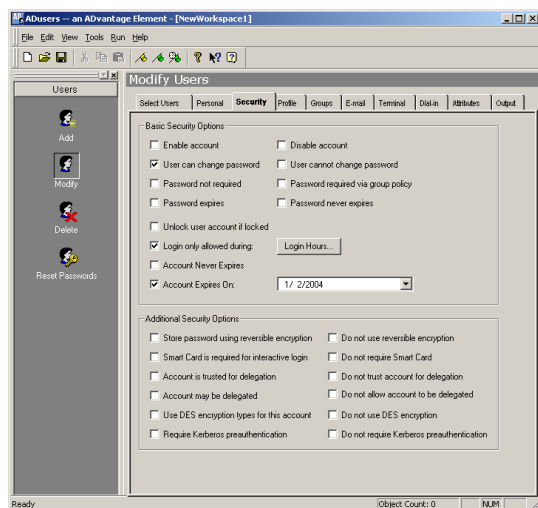 ADusers -- an ADvantage Element - [NewWorkspace1]
File Edit View Tools Run Help
Users
Add
Modify
Delete
Reset Passwords
Modify Users
Select Users Personal Security Profile Groups E-mail Terminal Dial-in Attributes Output
Basic Security Options
Enable account Disable account
User can change password User cannot change password
Password not required Password required via group policy
Password expires Password never expires
Unlock user account if locked
Login only allowed during: Login Hours...
Account Never Expires
Account Expires On: 1/ 2/2004
Additional Security Options
Store password using reversible encryption Do not use reversible encryption
Smart Card is required for interactive login Do not require Smart Card
Account is trusted for delegation Do not trust account for delegation
Account may be delegated Do not allow account to be delegated
Use DES encryption types for this account Do not use DES encryption
Require Kerberos preauthentication Do not require Kerberos preauthentication
Ready Object Count: 0 NUM